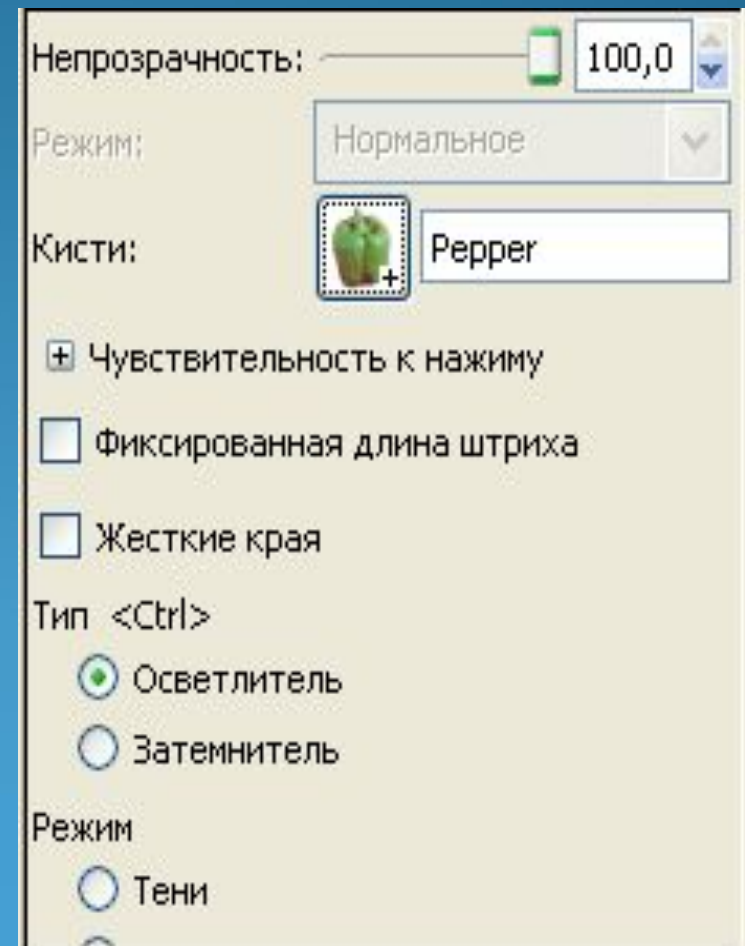 Непрозрачность: 100,0
Режим: Нормальное
Кисти: Pepper
Чувствительность к нажиму
Фиксированная длина штриха
Жесткие края
Тип <Ctrl>
Осветлитель
Затемнитель
Режим
Тени